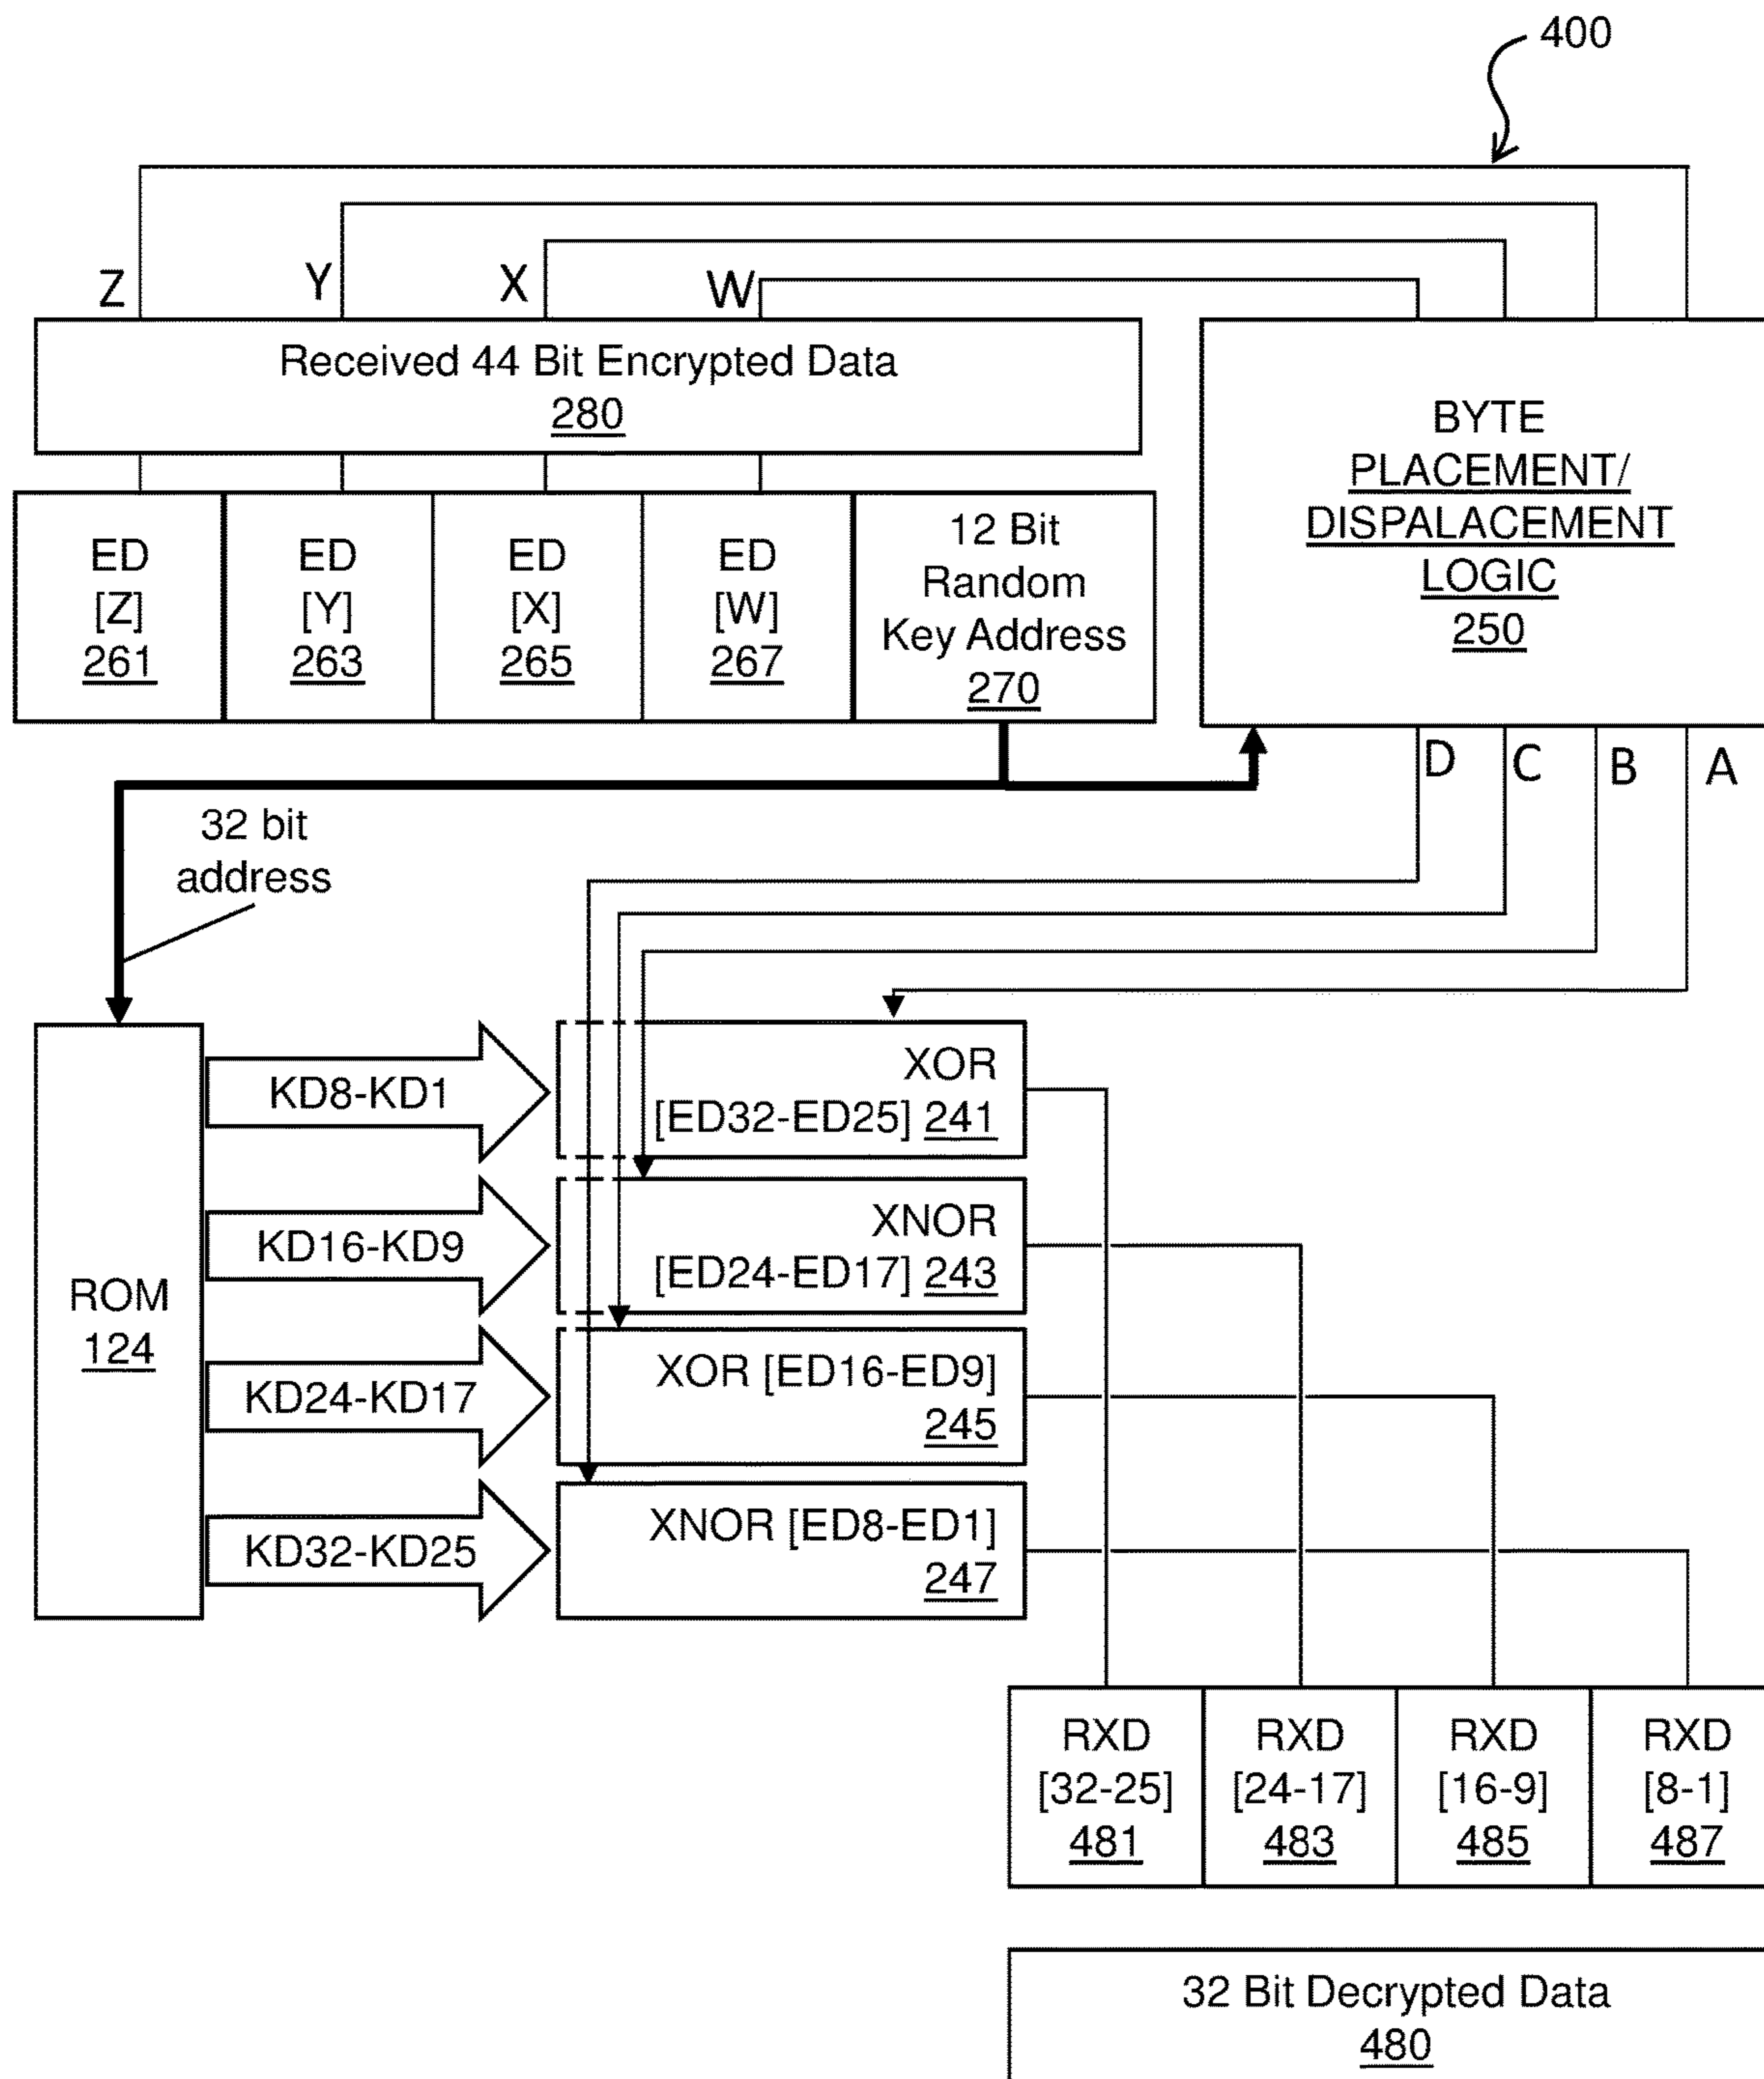 400
Z
Y
X
W
Received 44 Bit Encrypted Data
280
BYTE
PLACEMENT/
DISPALACEMENT
LOGIC
250
ED
[Z]
261
ED
[Y]
263
ED
[X]
265
ED
[W]
267
12 Bit
Random
Key Address
270
D
C
B
A
32 bit
address
ROM
124
KD8-KD1
KD16-KD9
KD24-KD17
KD32-KD25
XOR
[ED32-ED25] 241
XNOR
[ED24-ED17] 243
XOR [ED16-ED9]
245
XNOR [ED8-ED1]
247
RXD
[32-25]
481
RXD
[24-17]
483
RXD
[16-9]
485
RXD
[8-1]
487
32 Bit Decrypted Data
480